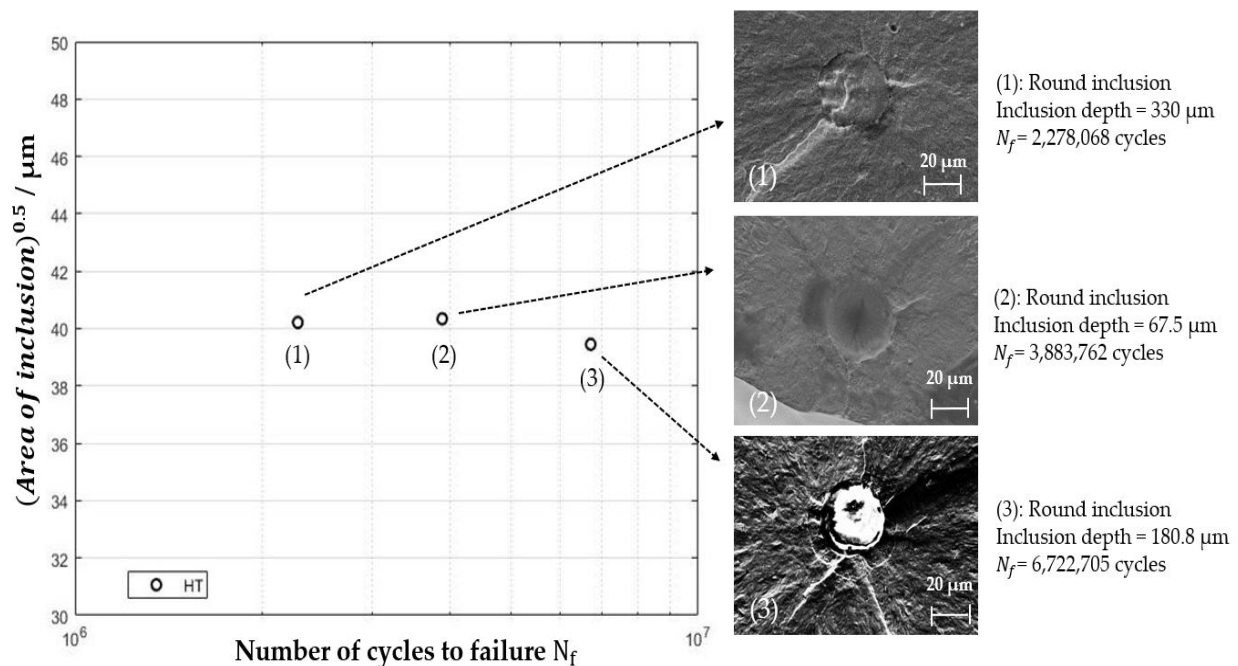 50
48
46
44
42
40
38
36
34
32
30
(Area of inclusion)^0.5 / μm
(1)
(2)
(3)
HT
10^6
10^7
Number of cycles to failure N_f
(1)
20 μm
(2)
20 μm
(3)
20 μm
(1): Round inclusion
Inclusion depth = 330 μm
N_f = 2,278,068 cycles
(2): Round inclusion
Inclusion depth = 67.5 μm
N_f = 3,883,762 cycles
(3): Round inclusion
Inclusion depth = 180.8 μm
N_f = 6,722,705 cycles